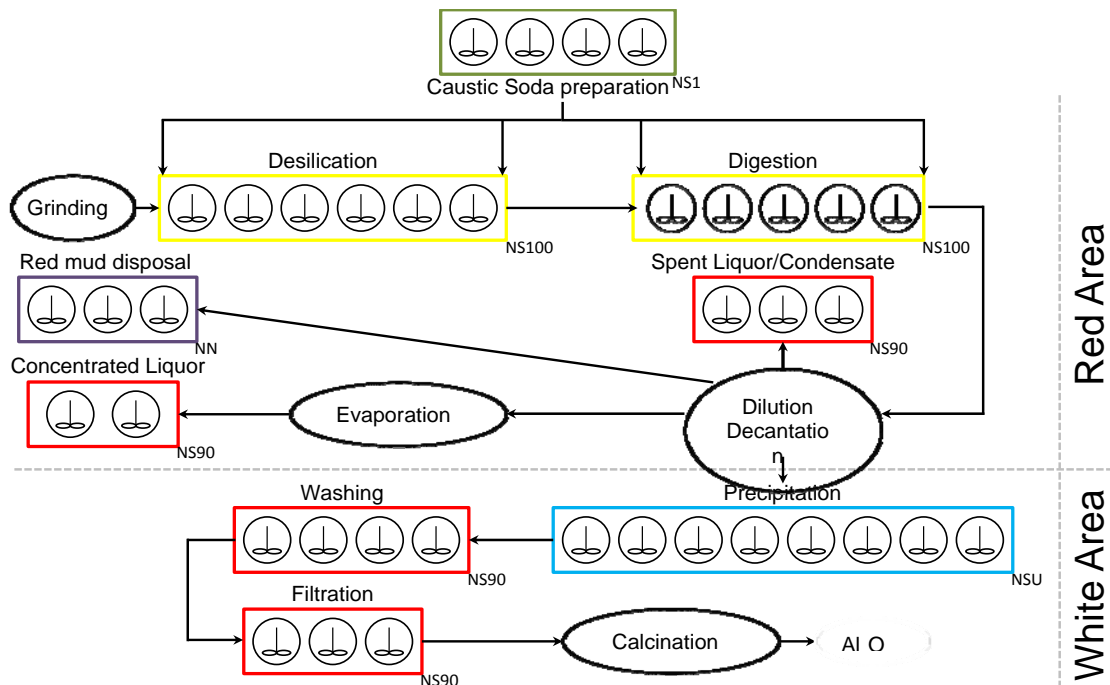 Caustic Soda preparation NS1
Desilication
Digestion
Grinding
NS100
NS100
Red mud disposal
Spent Liquor/Condensate
NN
NS90
Concentrated Liquor
Evaporation
Dilution
Decantatio
n
NS90
Red Area
Washing
Precipitation
NS90
NSU
Filtration
Calcination
NS90
White Area